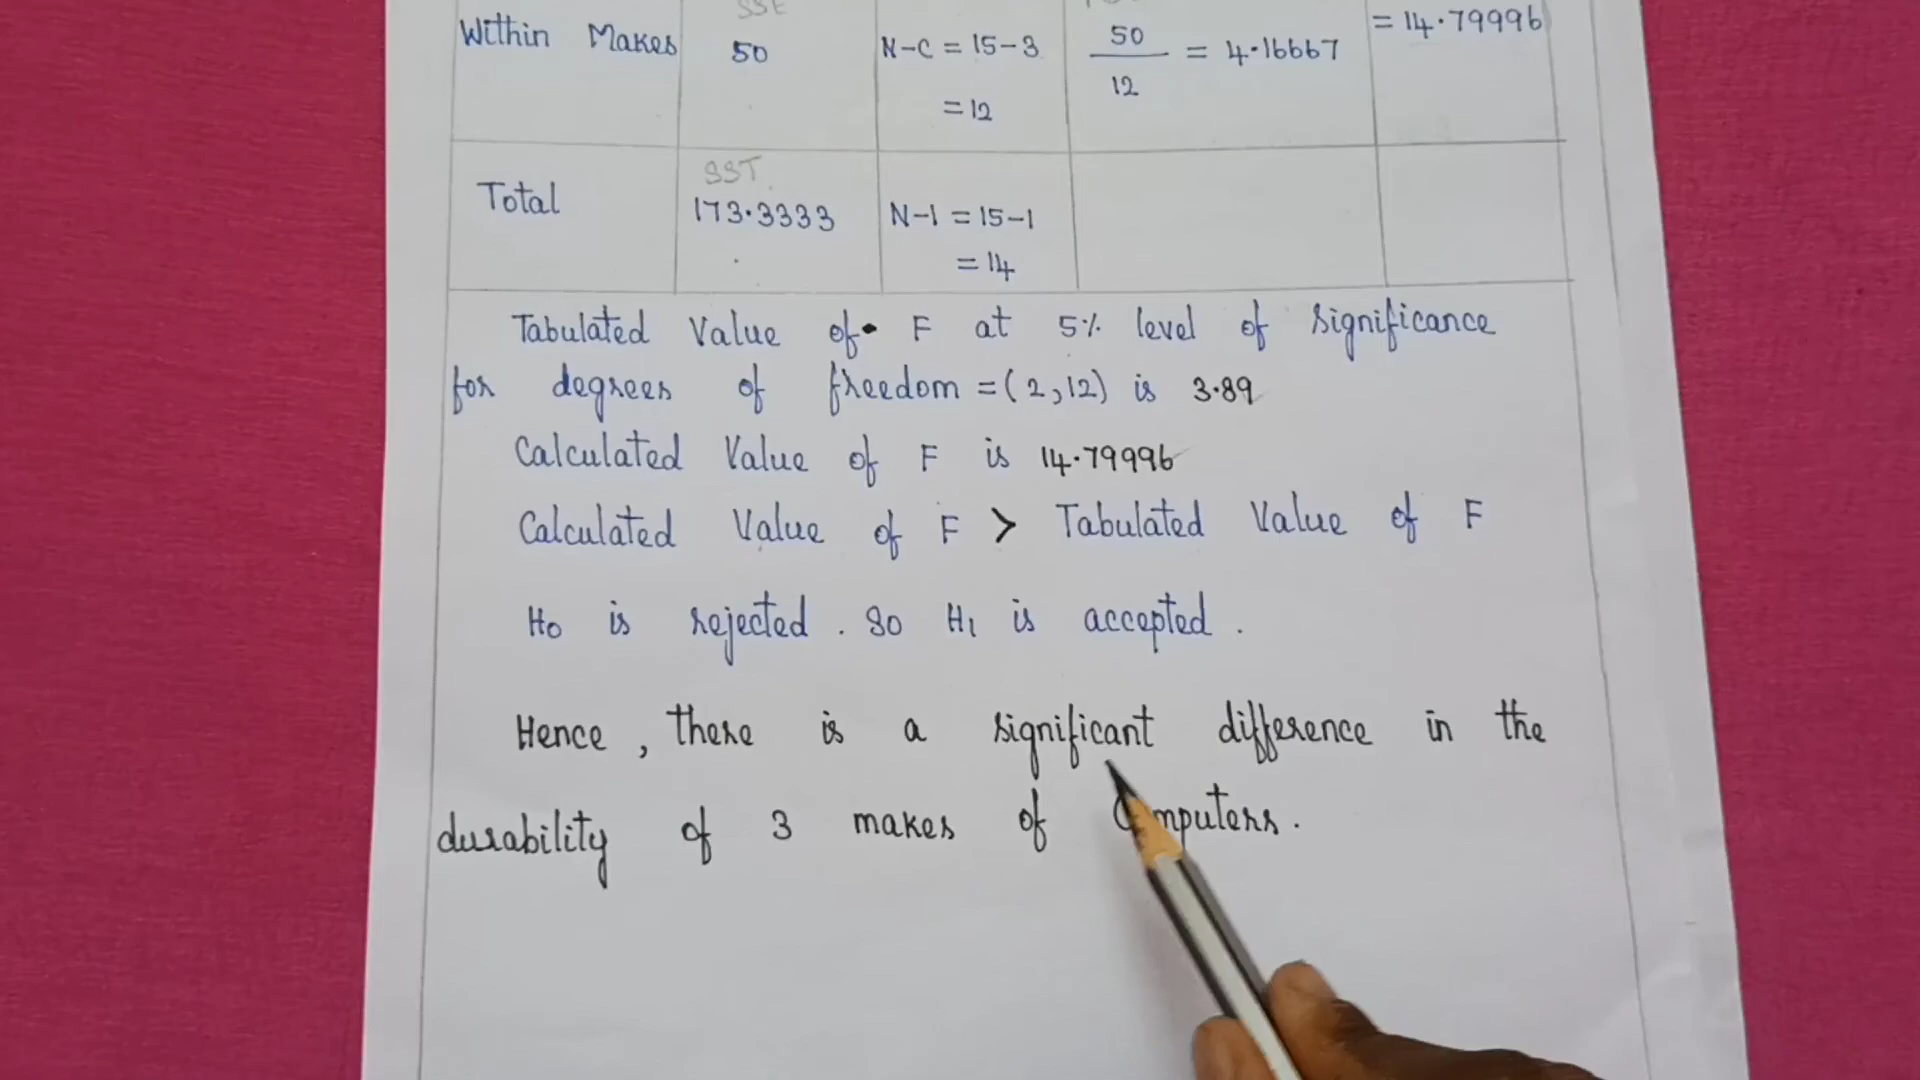 SSE
Within Makes 50 N-C = 15-3 50/12 = 4.16667 = 14.79996
= 12
SST
Total 173.3333 N-1 = 15-1
= 14
Tabulated Value of F at 5% level of significance
for degrees of freedom = (2,12) is 3.89
Calculated Value of F is 14.79996
Calculated Value of F > Tabulated Value of F
H₀ is rejected. So H₁ is accepted.
Hence, there is a significant difference in the
durability of 3 makes of Computers.